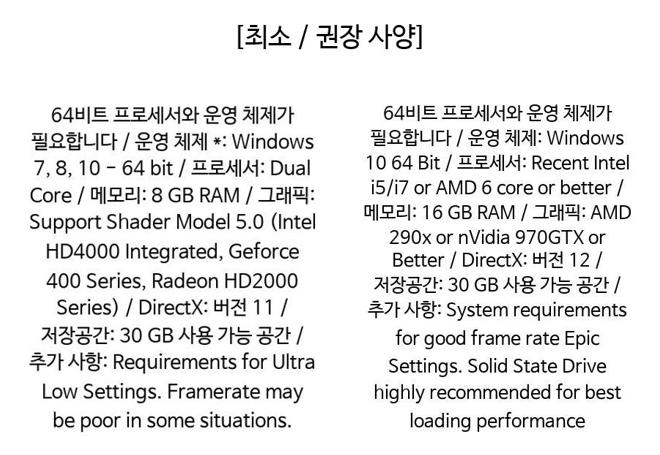 [최소 / 권장 사양]
64비트 프로세서와 운영 체제가
필요합니다 / 운영 체제 *: Windows
7, 8, 10 – 64 bit / 프로세서: Dual
Core / 메모리: 8 GB RAM / 그래픽:
Support Shader Model 5.0 (Intel
HD4000 Integrated, Geforce
400 Series, Radeon HD2000
Series) / DirectX: 버전 11 /
저장공간: 30 GB 사용 가능 공간 /
추가 사항: Requirements for Ultra
Low Settings. Framerate may
be poor in some situations.
64비트 프로세서와 운영 체제가
필요합니다 / 운영 체제: Windows
10 64 Bit / 프로세서: Recent Intel
i5/i7 or AMD 6 core or better /
메모리: 16 GB RAM / 그래픽: AMD
290x or nVidia 970GTX or
Better / DirectX: 버전 12 /
저장공간: 30 GB 사용 가능 공간 /
추가 사항: System requirements
for good frame rate Epic
Settings. Solid State Drive
highly recommended for best
loading performance